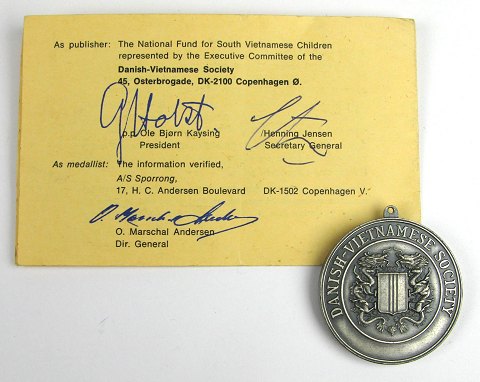 As publisher: The National Fund for South Vietnamese Children
represented by the Executive Committee of the
Danish-Vietnamese Society
45, Osterbrogade, DK-2100 Copenhagen Ø.
p.p. Ole Bjørn Kaysing /Henning Jensen
President Secretary General
As medallist: The information verified,
A/S Sporrong,
17, H. C. Andersen Boulevard DK-1502 Copenhagen V.
O. Marschal Andersen
Dir. General
DANISH-VIETNAMESE SOCIETY